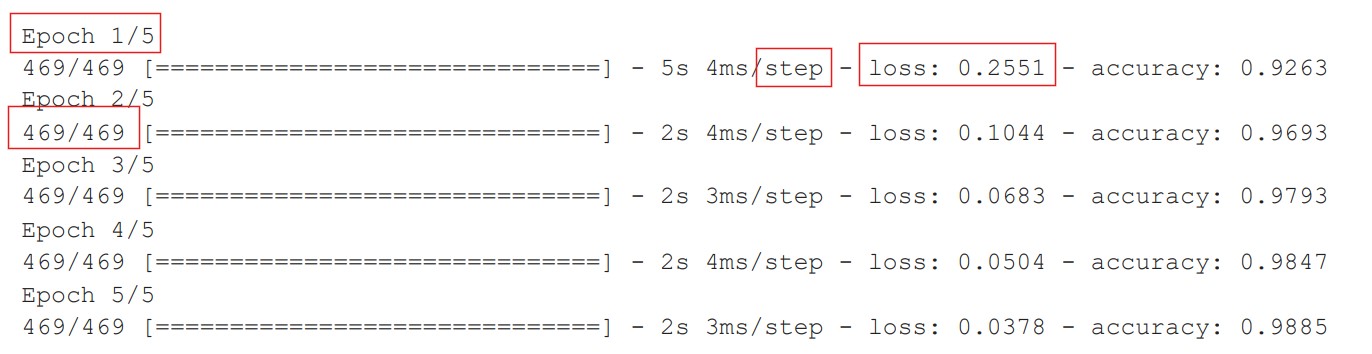 Epoch 1/5
469/469 [==============================] - 5s 4ms/step - loss: 0.2551 - accuracy: 0.9263
Epoch 2/5
469/469 [==============================] - 2s 4ms/step - loss: 0.1044 - accuracy: 0.9693
Epoch 3/5
469/469 [==============================] - 2s 3ms/step - loss: 0.0683 - accuracy: 0.9793
Epoch 4/5
469/469 [==============================] - 2s 4ms/step - loss: 0.0504 - accuracy: 0.9847
Epoch 5/5
469/469 [==============================] - 2s 3ms/step - loss: 0.0378 - accuracy: 0.9885